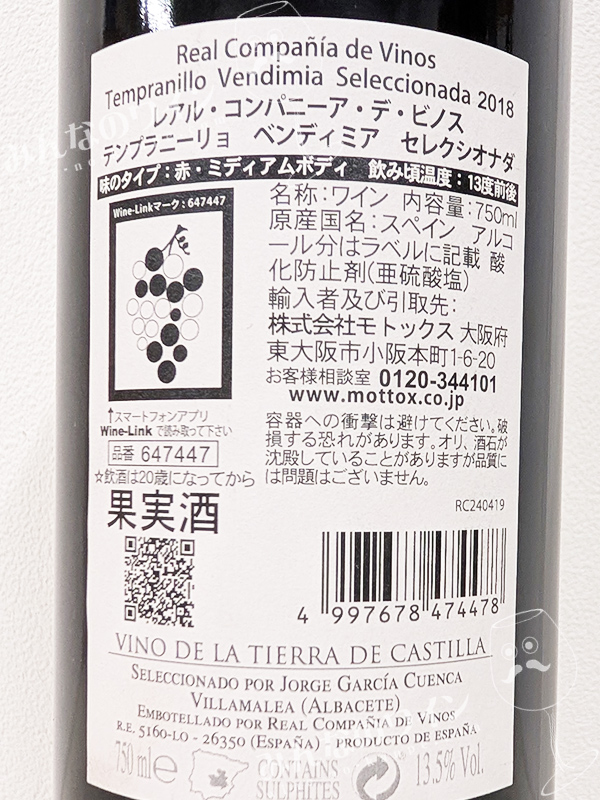 Real Compañía de Vinos
Tempranillo Vendimia Seleccionada 2018
レアル・コンパニーア・デ・ビノス
テンプラニーリョ ベンディミア セレクシオナダ
味のタイプ：赤・ミディアムボディ 飲み頃温度：13度前後
Wine-Linkマーク：647447
↑スマートフォンアプリ
Wine-Linkで読み取って下さい
品番 647447
☆飲酒は20歳になってから
果実酒
名称：ワイン 内容量：750ml
原産国名：スペイン アルコ
ール分はラベルに記載 酸
化防止剤(亜硫酸塩)
輸入者及び引取先：
株式会社モトックス 大阪府
東大阪市小阪本町1-6-20
お客様相談室 0120-344101
www.mottox.co.jp
容器への衝撃は避けてください。破
損する恐れがあります。オリ、酒石が
沈殿していることがありますが品質に
は問題はございません。
RC240419
4 997678 474478
VINO DE LA TIERRA DE CASTILLA
SELECCIONADO POR JORGE GARCÍA CUENCA
VILLAMALEA (ALBACETE)
EMBOTELLADO POR REAL COMPAÑÍA DE VINOS
R.E. 5160-LO - 26350 (ESPAÑA) PRODUCTO DE ESPAÑA
750 ml e CONTAINS SULPHITES 13.5% Vol.